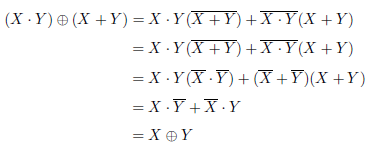 (X · Y) ⊕ (X + Y) = X · Y(\overline{X + Y}) + \overline{X · Y}(X + Y)
= X · Y(\overline{X + Y}) + \overline{X · Y}(X + Y)
= X · Y(\overline{X} · \overline{Y}) + (\overline{X} + \overline{Y})(X + Y)
= X · \overline{Y} + \overline{X} · Y
= X ⊕ Y